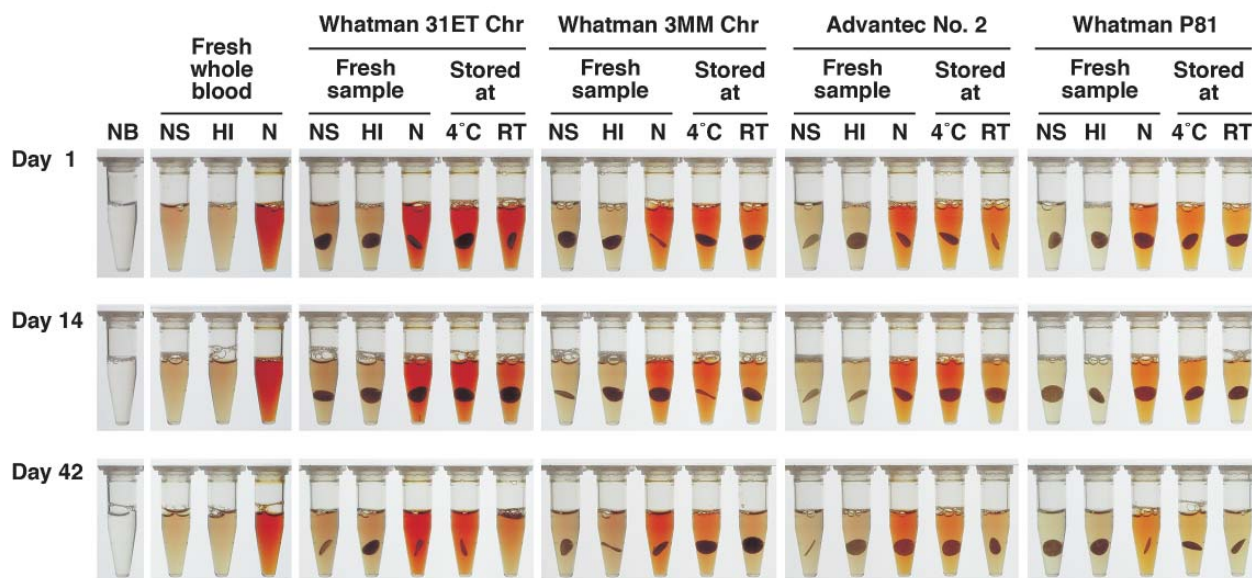 Whatman 31ET Chr Whatman 3MM Chr Advantec No. 2 Whatman P81
Fresh whole blood Fresh sample Stored at Fresh sample Stored at Fresh sample Stored at Fresh sample Stored at
NB NS HI N NS HI N 4°C RT NS HI N 4°C RT NS HI N 4°C RT NS HI N 4°C RT
Day 1
Day 14
Day 42